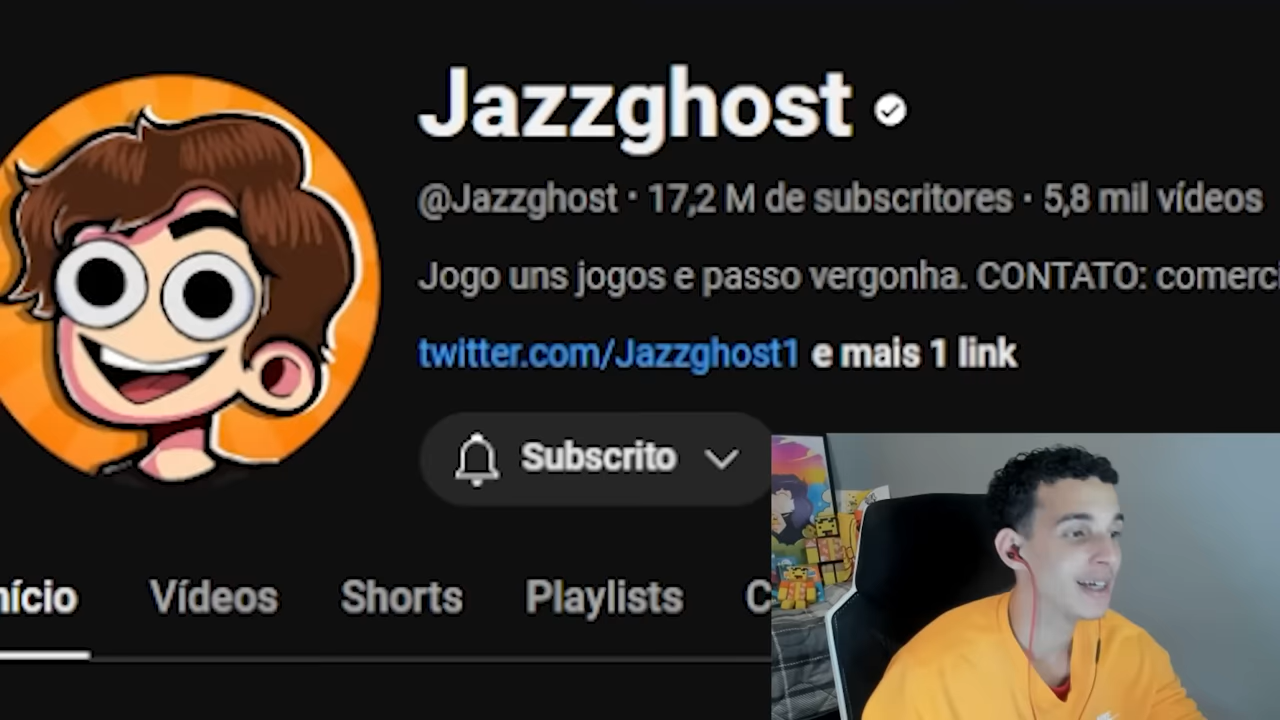 Jazzghost
@Jazzghost · 17,2 M de subscritores · 5,8 mil vídeos
Jogo uns jogos e passo vergonha. CONTATO: comerci
twitter.com/Jazzghost1 e mais 1 link
Subscrito
nício Vídeos Shorts Playlists C